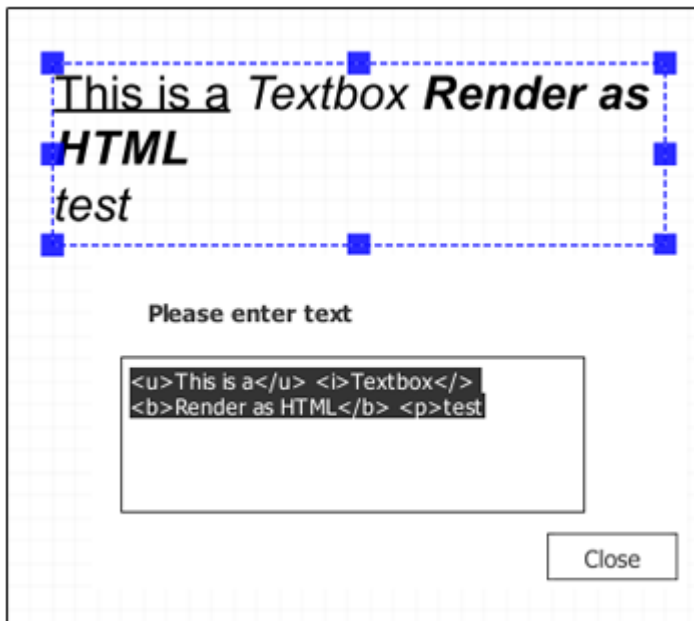 This is a Textbox Render as
HTML
test
Please enter text
<u>This is a</u> <i>Textbox</>
<b>Render as HTML</b> <p>test
Close